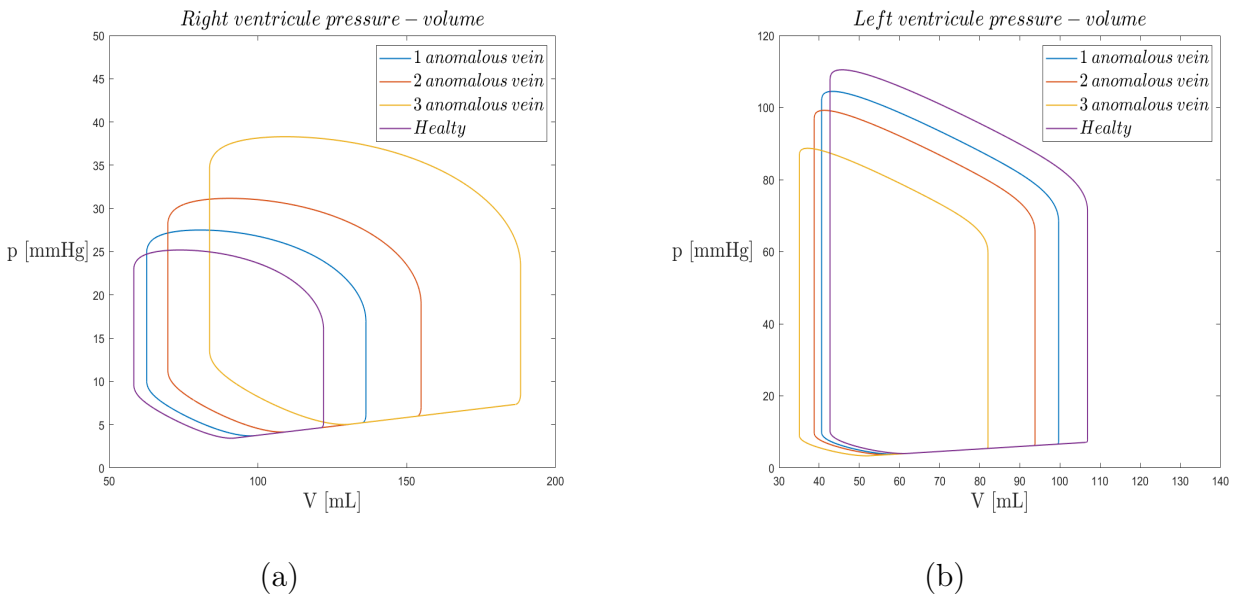 Right ventricule pressure − volume
50
45
40
35
30
25
20
15
10
5
0
p [mmHg]
1 anomalous vein
2 anomalous vein
3 anomalous vein
Healty
50 100 150 200
V [mL]
(a)
Left ventricule pressure − volume
120
100
80
60
40
20
0
p [mmHg]
1 anomalous vein
2 anomalous vein
3 anomalous vein
Healty
30 40 50 60 70 80 90 100 110 120 130 140
V [mL]
(b)